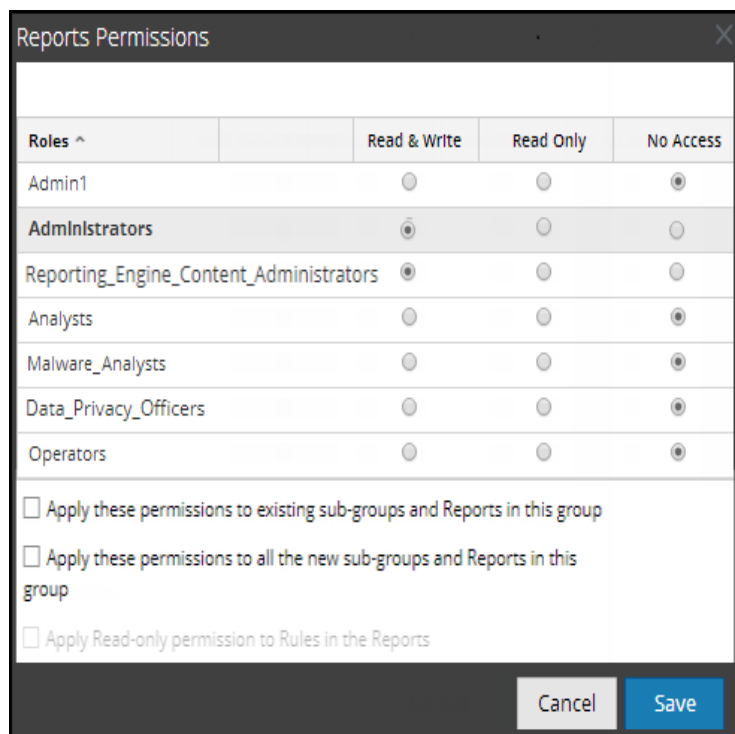 Reports Permissions
Roles ^ Read & Write Read Only No Access
Admin1
Administrators
Reporting_Engine_Content_Administrators
Analysts
Malware_Analysts
Data_Privacy_Officers
Operators
Apply these permissions to existing sub-groups and Reports in this group
Apply these permissions to all the new sub-groups and Reports in this
group
Apply Read-only permission to Rules in the Reports
Cancel Save